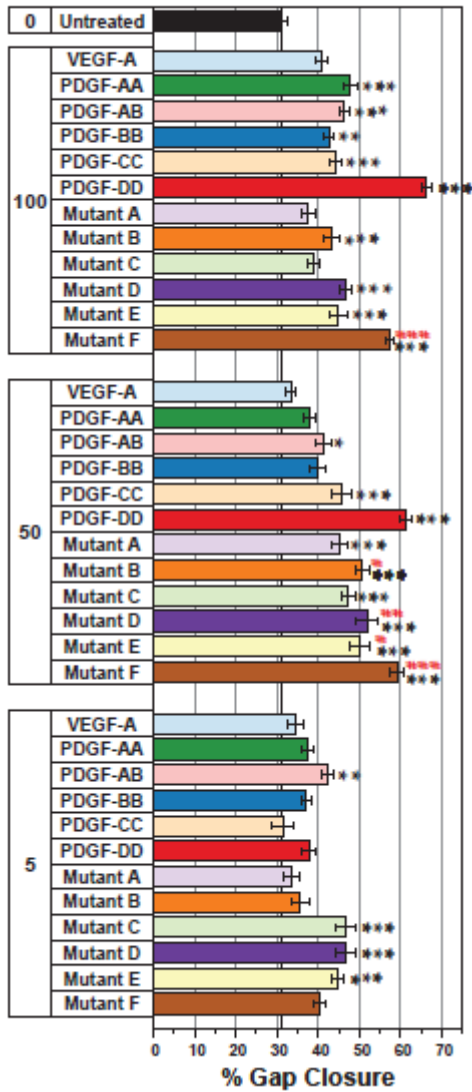 0 Untreated
VEGF-A
PDGF-AA ***
PDGF-AB ***
PDGF-BB **
PDGF-CC ***
PDGF-DD ***
100 Mutant A
Mutant B ***
Mutant C
Mutant D ***
Mutant E ***
Mutant F ### ***
VEGF-A
PDGF-AA
PDGF-AB *
PDGF-BB
PDGF-CC ***
PDGF-DD ***
50 Mutant A ***
Mutant B # ***
Mutant C ***
Mutant D ## ***
Mutant E # ***
Mutant F ### ***
VEGF-A
PDGF-AA
PDGF-AB **
PDGF-BB
PDGF-CC
PDGF-DD
5 Mutant A
Mutant B
Mutant C ***
Mutant D ***
Mutant E ***
Mutant F
0 10 20 30 40 50 60 70
% Gap Closure